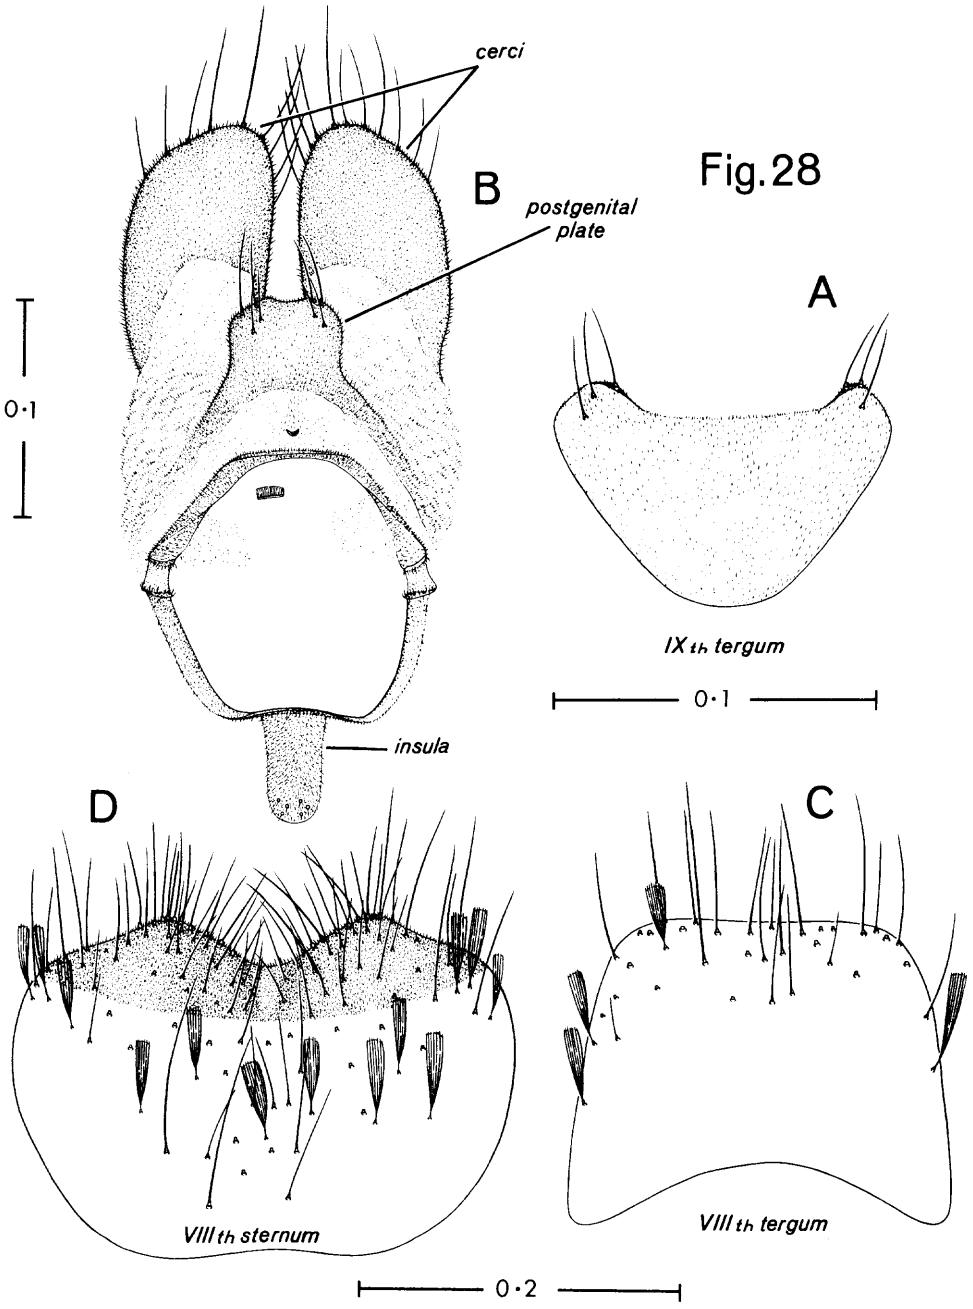 cerci
Fig. 28
B
postgenital
plate
A
0·1
IXth tergum
0·1
insula
D
C
VIIIth sternum
VIIIth tergum
0·2